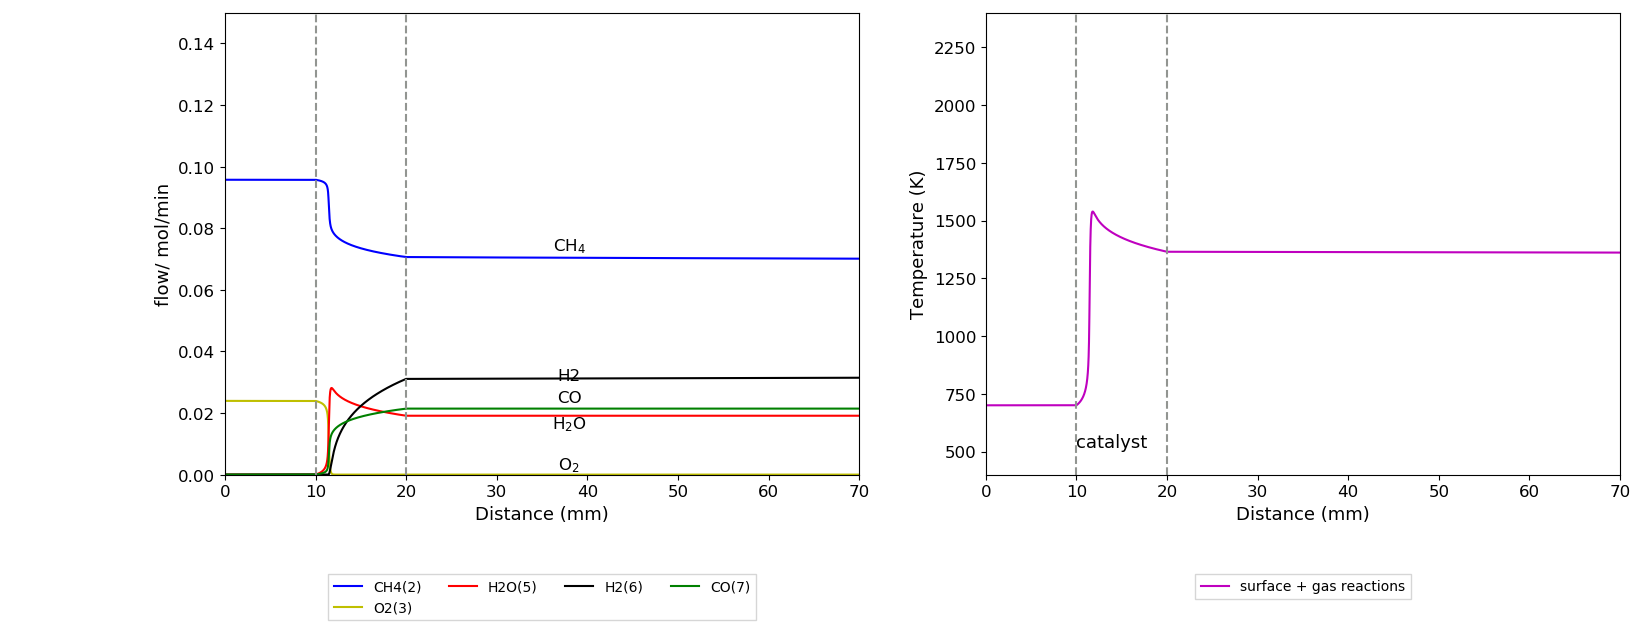 0.14
0.12
0.10
0.08
0.06
0.04
0.02
0.00
flow/ mol/min
CH₄
H2
CO
H₂O
O₂
0 10 20 30 40 50 60 70
Distance (mm)
CH4(2) H2O(5) H2(6) CO(7)
O2(3)
2250
2000
1750
1500
1250
1000
750
500
Temperature (K)
catalyst
0 10 20 30 40 50 60 70
Distance (mm)
surface + gas reactions